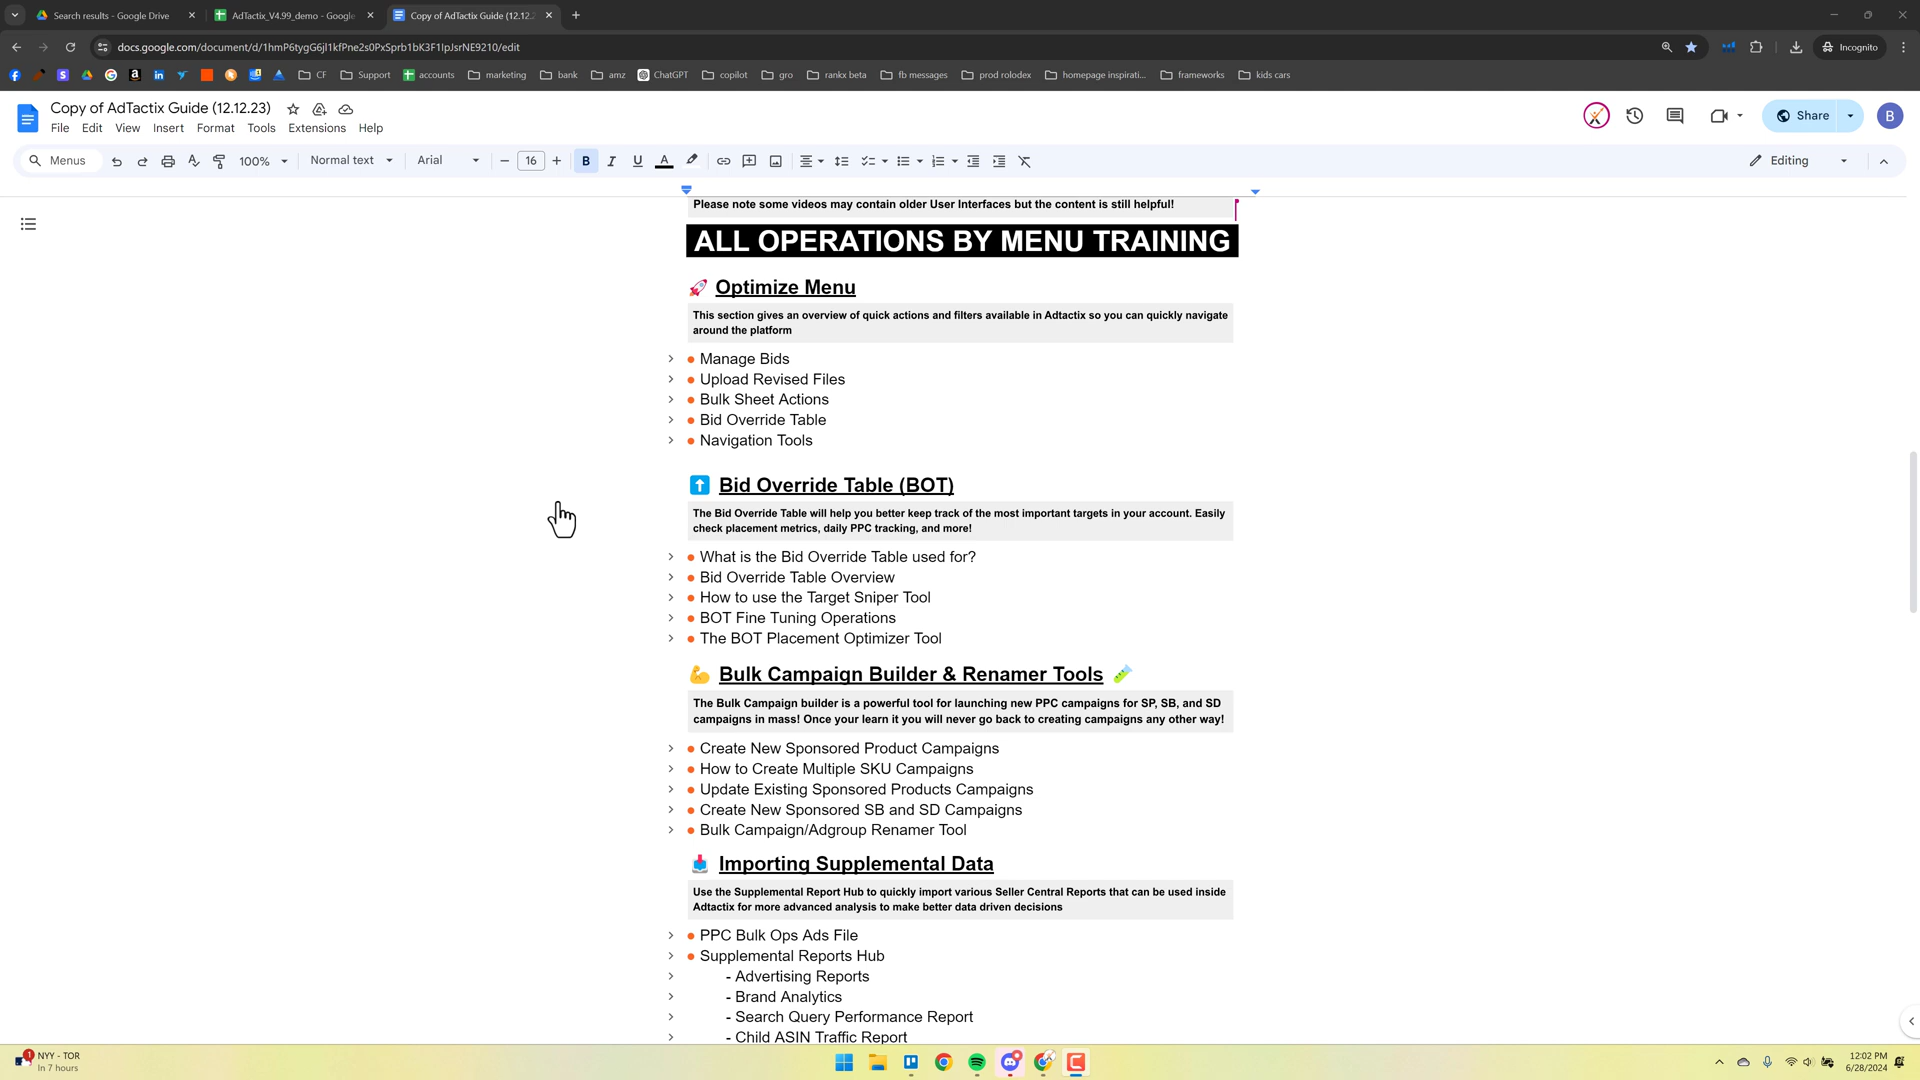 Search results - Google Drive
AdTactix_V4.99_demo - Google
Copy of AdTactix Guide (12.12.2
docs.google.com/document/d/1hmP6tygG6jl1kfPne2s0PxSprb1bK3F1IpJsrNE9210/edit
Incognito
CF
Support
accounts
marketing
bank
amz
ChatGPT
copilot
gro
rankx beta
fb messages
prod rolodex
homepage inspirati...
frameworks
kids cars
Copy of AdTactix Guide (12.12.23)
File Edit View Insert Format Tools Extensions Help
Share
B
Menus
100%
Normal text
Arial
16
B
Editing
Please note some videos may contain older User Interfaces but the content is still helpful!
ALL OPERATIONS BY MENU TRAINING
Optimize Menu
This section gives an overview of quick actions and filters available in Adtactix so you can quickly navigate
around the platform
Manage Bids
Upload Revised Files
Bulk Sheet Actions
Bid Override Table
Navigation Tools
Bid Override Table (BOT)
The Bid Override Table will help you better keep track of the most important targets in your account. Easily
check placement metrics, daily PPC tracking, and more!
What is the Bid Override Table used for?
Bid Override Table Overview
How to use the Target Sniper Tool
BOT Fine Tuning Operations
The BOT Placement Optimizer Tool
Bulk Campaign Builder & Renamer Tools
The Bulk Campaign builder is a powerful tool for launching new PPC campaigns for SP, SB, and SD
campaigns in mass! Once your learn it you will never go back to creating campaigns any other way!
Create New Sponsored Product Campaigns
How to Create Multiple SKU Campaigns
Update Existing Sponsored Products Campaigns
Create New Sponsored SB and SD Campaigns
Bulk Campaign/Adgroup Renamer Tool
Importing Supplemental Data
Use the Supplemental Report Hub to quickly import various Seller Central Reports that can be used inside
Adtactix for more advanced analysis to make better data driven decisions
PPC Bulk Ops Ads File
Supplemental Reports Hub
- Advertising Reports
- Brand Analytics
- Search Query Performance Report
- Child ASIN Traffic Report
1
NYY - TOR
In 7 hours
12:02 PM
6/28/2024